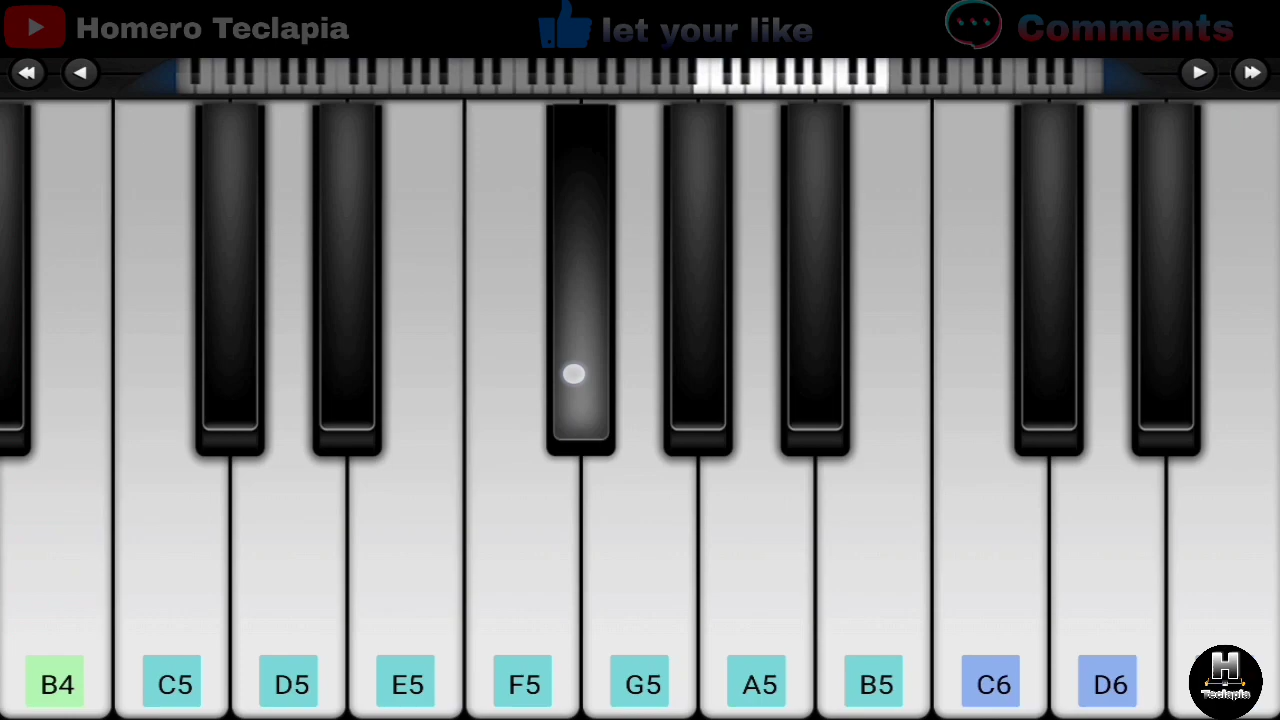 Homero Teclapia
let your like
Comments
B4
C5
D5
E5
F5
G5
A5
B5
C6
D6
H
Teclapia